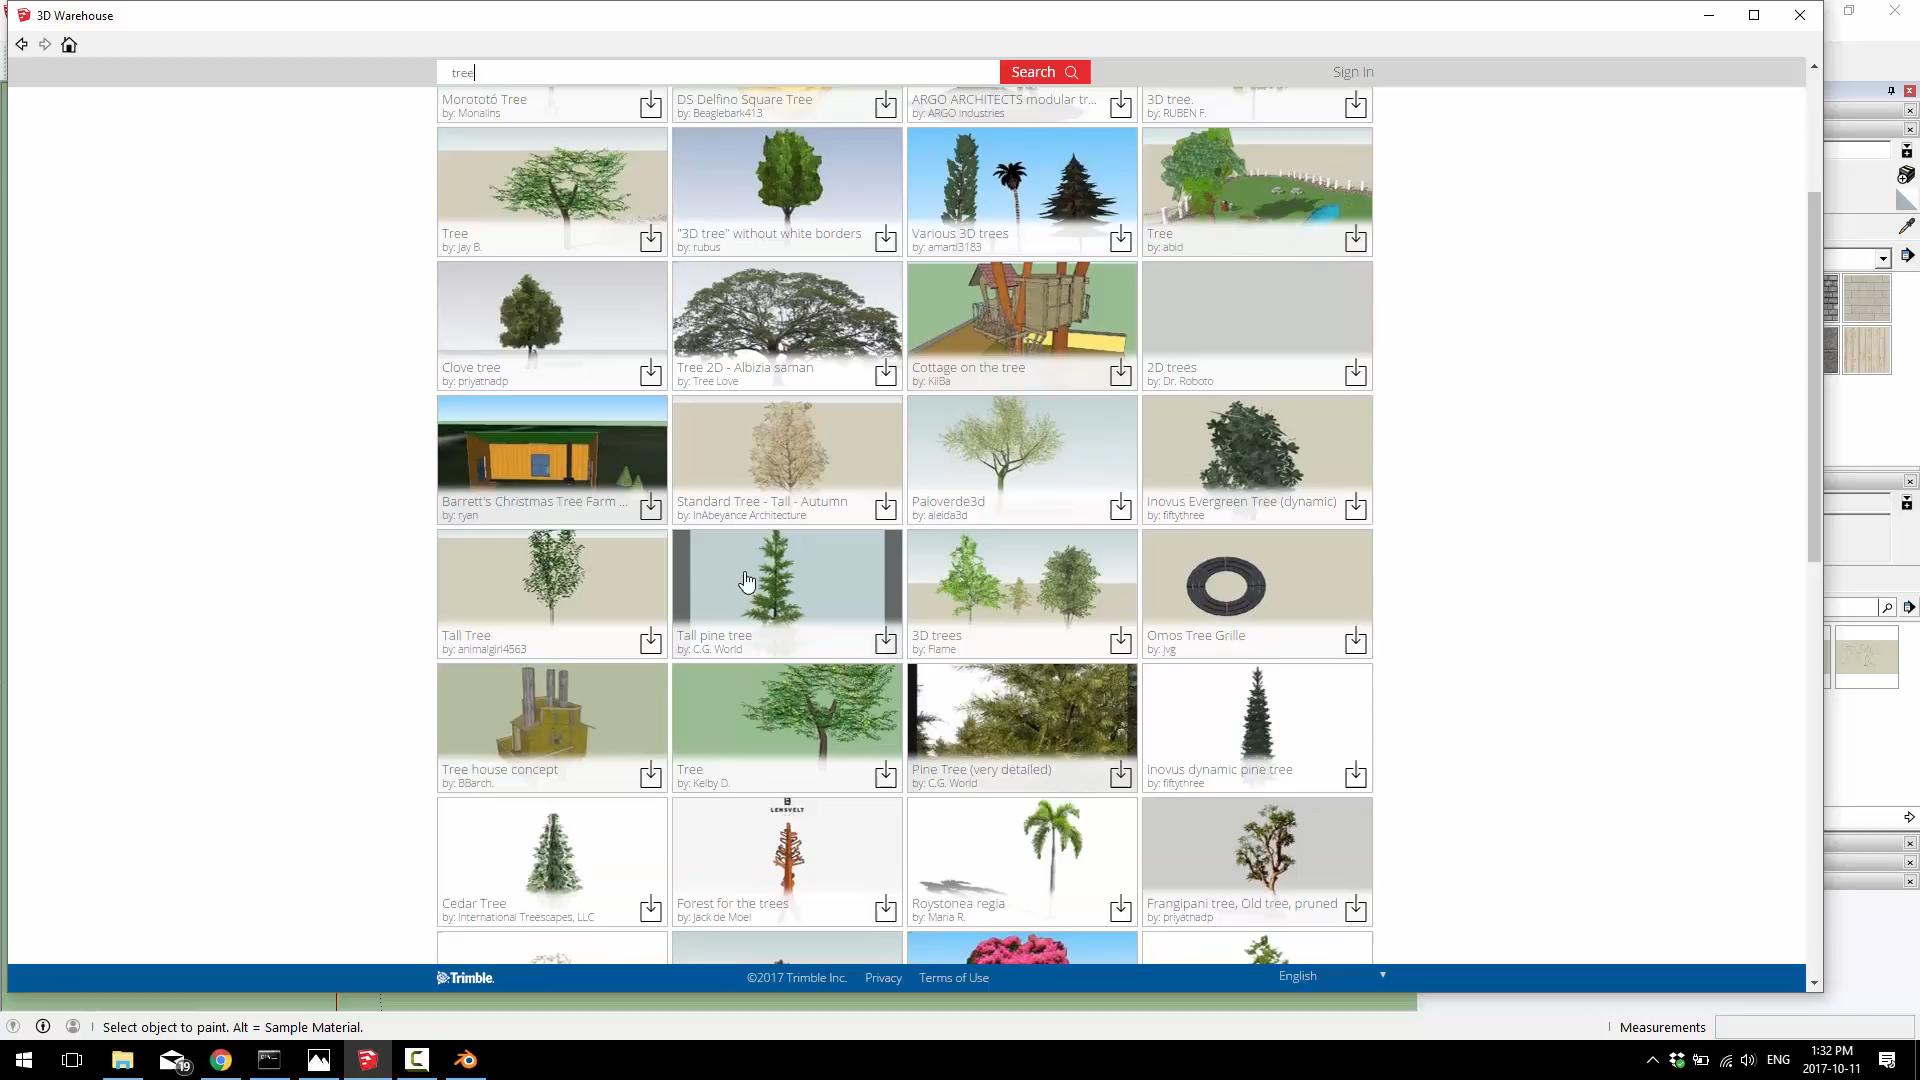 3D Warehouse
tree
Search
Sign In
Morototó Tree
by: Monalins
DS Delfino Square Tree
by: Beaglebark413
ARGO ARCHITECTS modular tr...
by: ARGO Industries
3D tree.
by: RUBEN F.
Tree
by: Jay B.
"3D tree" without white borders
by: rubus
Various 3D trees
by: amarti3183
Tree
by: abid
Clove tree
by: priyatnadp
Tree 2D - Albizia saman
by: Tree Love
Cottage on the tree
by: KilBa
2D trees
by: Dr. Roboto
Barrett's Christmas Tree Farm ...
by: ryan
Standard Tree - Tall - Autumn
by: InAbeyance Architecture
Paloverde3d
by: aleida3d
Inovus Evergreen Tree (dynamic)
by: fiftythree
Tall Tree
by: animalgirl4563
Tall pine tree
by: C.G. World
3D trees
by: Flame
Omos Tree Grille
by: jvg
Tree house concept
by: BBarch.
Tree
by: Kelby D.
Pine Tree (very detailed)
by: C.G. World
Inovus dynamic pine tree
by: fiftythree
LENSVELT
Cedar Tree
by: International Treescapes, LLC
Forest for the trees
by: Jack de Moel
Roystonea regia
by: Maria R.
Frangipani tree, Old tree, pruned
by: priyatnadp
Trimble.
©2017 Trimble Inc.
Privacy
Terms of Use
English
Select object to paint. Alt = Sample Material.
Measurements
19
ENG
1:32 PM
2017-10-11